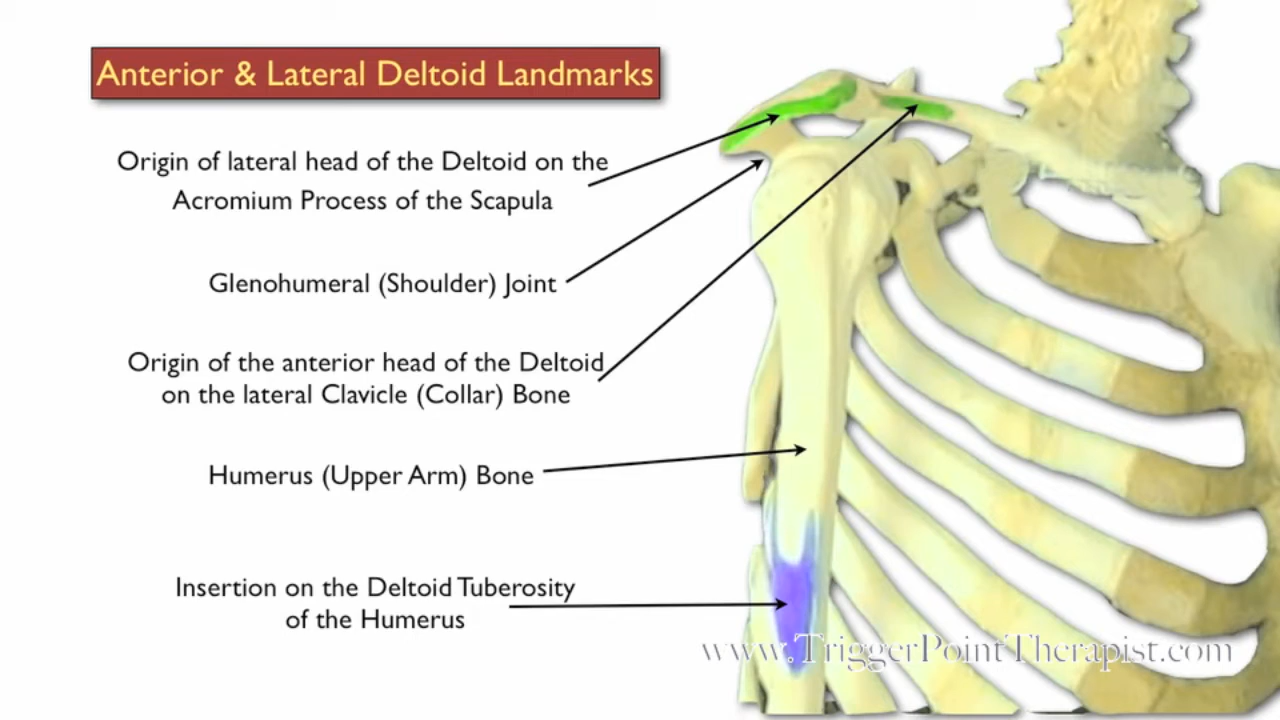 Anterior & Lateral Deltoid Landmarks
Origin of lateral head of the Deltoid on the
Acromium Process of the Scapula
Glenohumeral (Shoulder) Joint
Origin of the anterior head of the Deltoid
on the lateral Clavicle (Collar) Bone
Humerus (Upper Arm) Bone
Insertion on the Deltoid Tuberosity
of the Humerus
www.TriggerPointTherapist.com